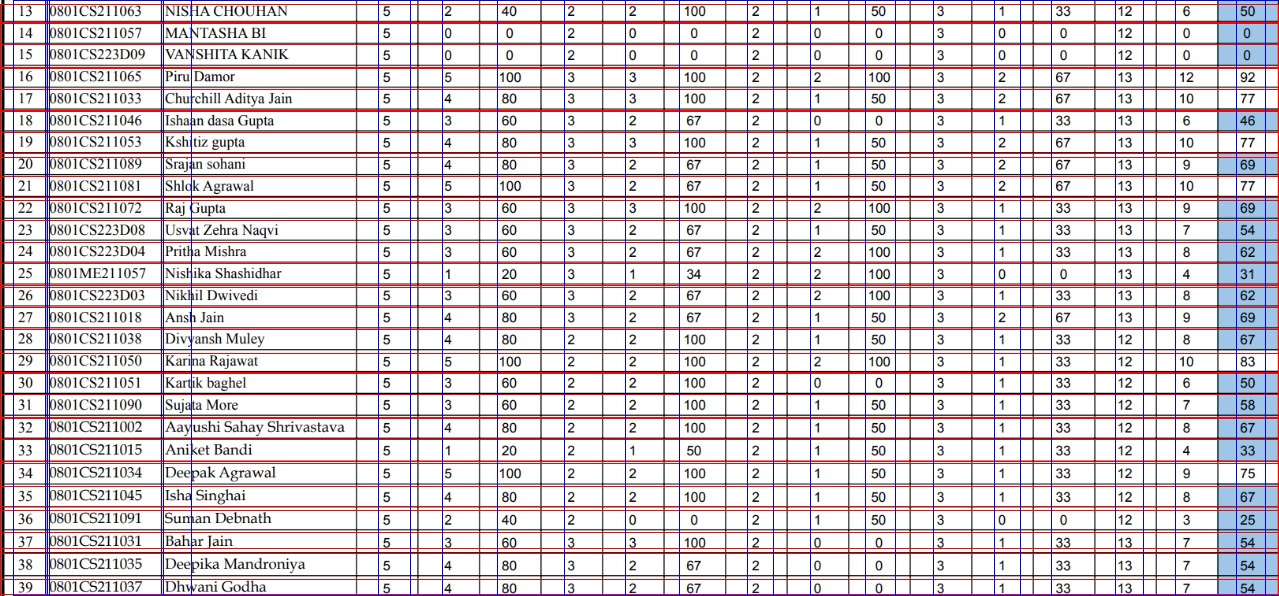 13 0801CS211063 NISHA CHOUHAN 5 2 40 2 2 100 2 1 50 3 1 33 12 6 50
14 0801CS211057 MANTASHA BI 5 0 0 2 0 0 2 0 0 3 0 0 12 0 0
15 0801CS223D09 VANSHITA KANIK 5 0 0 2 0 0 2 0 0 3 0 0 12 0 0
16 0801CS211065 Piru Damor 5 5 100 3 3 100 2 2 100 3 2 67 13 12 92
17 0801CS211033 Churchill Aditya Jain 5 4 80 3 3 100 2 1 50 3 2 67 13 10 77
18 0801CS211046 Ishaan dasa Gupta 5 3 60 3 2 67 2 0 0 3 1 33 13 6 46
19 0801CS211053 Kshitiz gupta 5 4 80 3 3 100 2 1 50 3 2 67 13 10 77
20 0801CS211089 Srajan sohani 5 4 80 3 2 67 2 1 50 3 2 67 13 9 69
21 0801CS211081 Shlok Agrawal 5 5 100 3 2 67 2 1 50 3 2 67 13 10 77
22 0801CS211072 Raj Gupta 5 3 60 3 3 100 2 2 100 3 1 33 13 9 69
23 0801CS223D08 Usvat Zehra Naqvi 5 3 60 3 2 67 2 1 50 3 1 33 13 7 54
24 0801CS223D04 Pritha Mishra 5 3 60 3 2 67 2 2 100 3 1 33 13 8 62
25 0801ME211057 Nishika Shashidhar 5 1 20 3 1 34 2 2 100 3 0 0 13 4 31
26 0801CS223D03 Nikhil Dwivedi 5 3 60 3 2 67 2 2 100 3 1 33 13 8 62
27 0801CS211018 Ansh Jain 5 4 80 3 2 67 2 1 50 3 2 67 13 9 69
28 0801CS211038 Divyansh Muley 5 4 80 2 2 100 2 1 50 3 1 33 12 8 67
29 0801CS211050 Karina Rajawat 5 5 100 2 2 100 2 2 100 3 1 33 12 10 83
30 0801CS211051 Kartik baghel 5 3 60 2 2 100 2 0 0 3 1 33 12 6 50
31 0801CS211090 Sujata More 5 3 60 2 2 100 2 1 50 3 1 33 12 7 58
32 0801CS211002 Aayushi Sahay Shrivastava 5 4 80 2 2 100 2 1 50 3 1 33 12 8 67
33 0801CS211015 Aniket Bandi 5 1 20 2 1 50 2 1 50 3 1 33 12 4 33
34 0801CS211034 Deepak Agrawal 5 5 100 2 2 100 2 1 50 3 1 33 12 9 75
35 0801CS211045 Isha Singhai 5 4 80 2 2 100 2 1 50 3 1 33 12 8 67
36 0801CS211091 Suman Debnath 5 2 40 2 0 0 2 1 50 3 0 0 12 3 25
37 0801CS211031 Bahar Jain 5 3 60 3 3 100 2 0 0 3 1 33 13 7 54
38 0801CS211035 Deepika Mandroniya 5 4 80 3 2 67 2 0 0 3 1 33 13 7 54
39 0801CS211037 Dhwani Godha 5 4 80 3 2 67 2 0 0 3 1 33 13 7 54